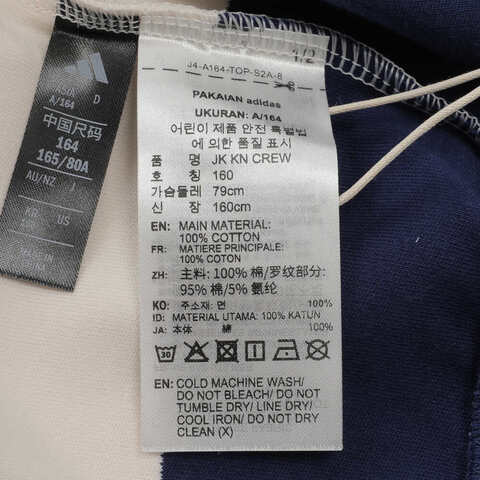 ASIA D
A/164
中国尺码
164
165/80A
AU/NZ J
KR US
1/2
J4-A164-TOP-S2A-8
PAKAIAN adidas
UKURAN: A/164
어린이 제품 안전 특별법
에 의한 품질 표시
품 명 JK KN CREW
호 칭 160
가슴둘레 79cm
신 장 160cm
EN: MAIN MATERIAL:
100% COTTON
FR: MATIERE PRINCIPALE:
100% COTON
ZH: 主料: 100% 棉/罗纹部分:
95% 棉/5% 氨纶
KO: 주소재: 면 100%
ID: MATERIAL UTAMA: 100% KATUN
JA: 本体 綿 100%
30
EN: COLD MACHINE WASH/
DO NOT BLEACH/ DO NOT
TUMBLE DRY/ LINE DRY/
COOL IRON/ DO NOT DRY
CLEAN (X)